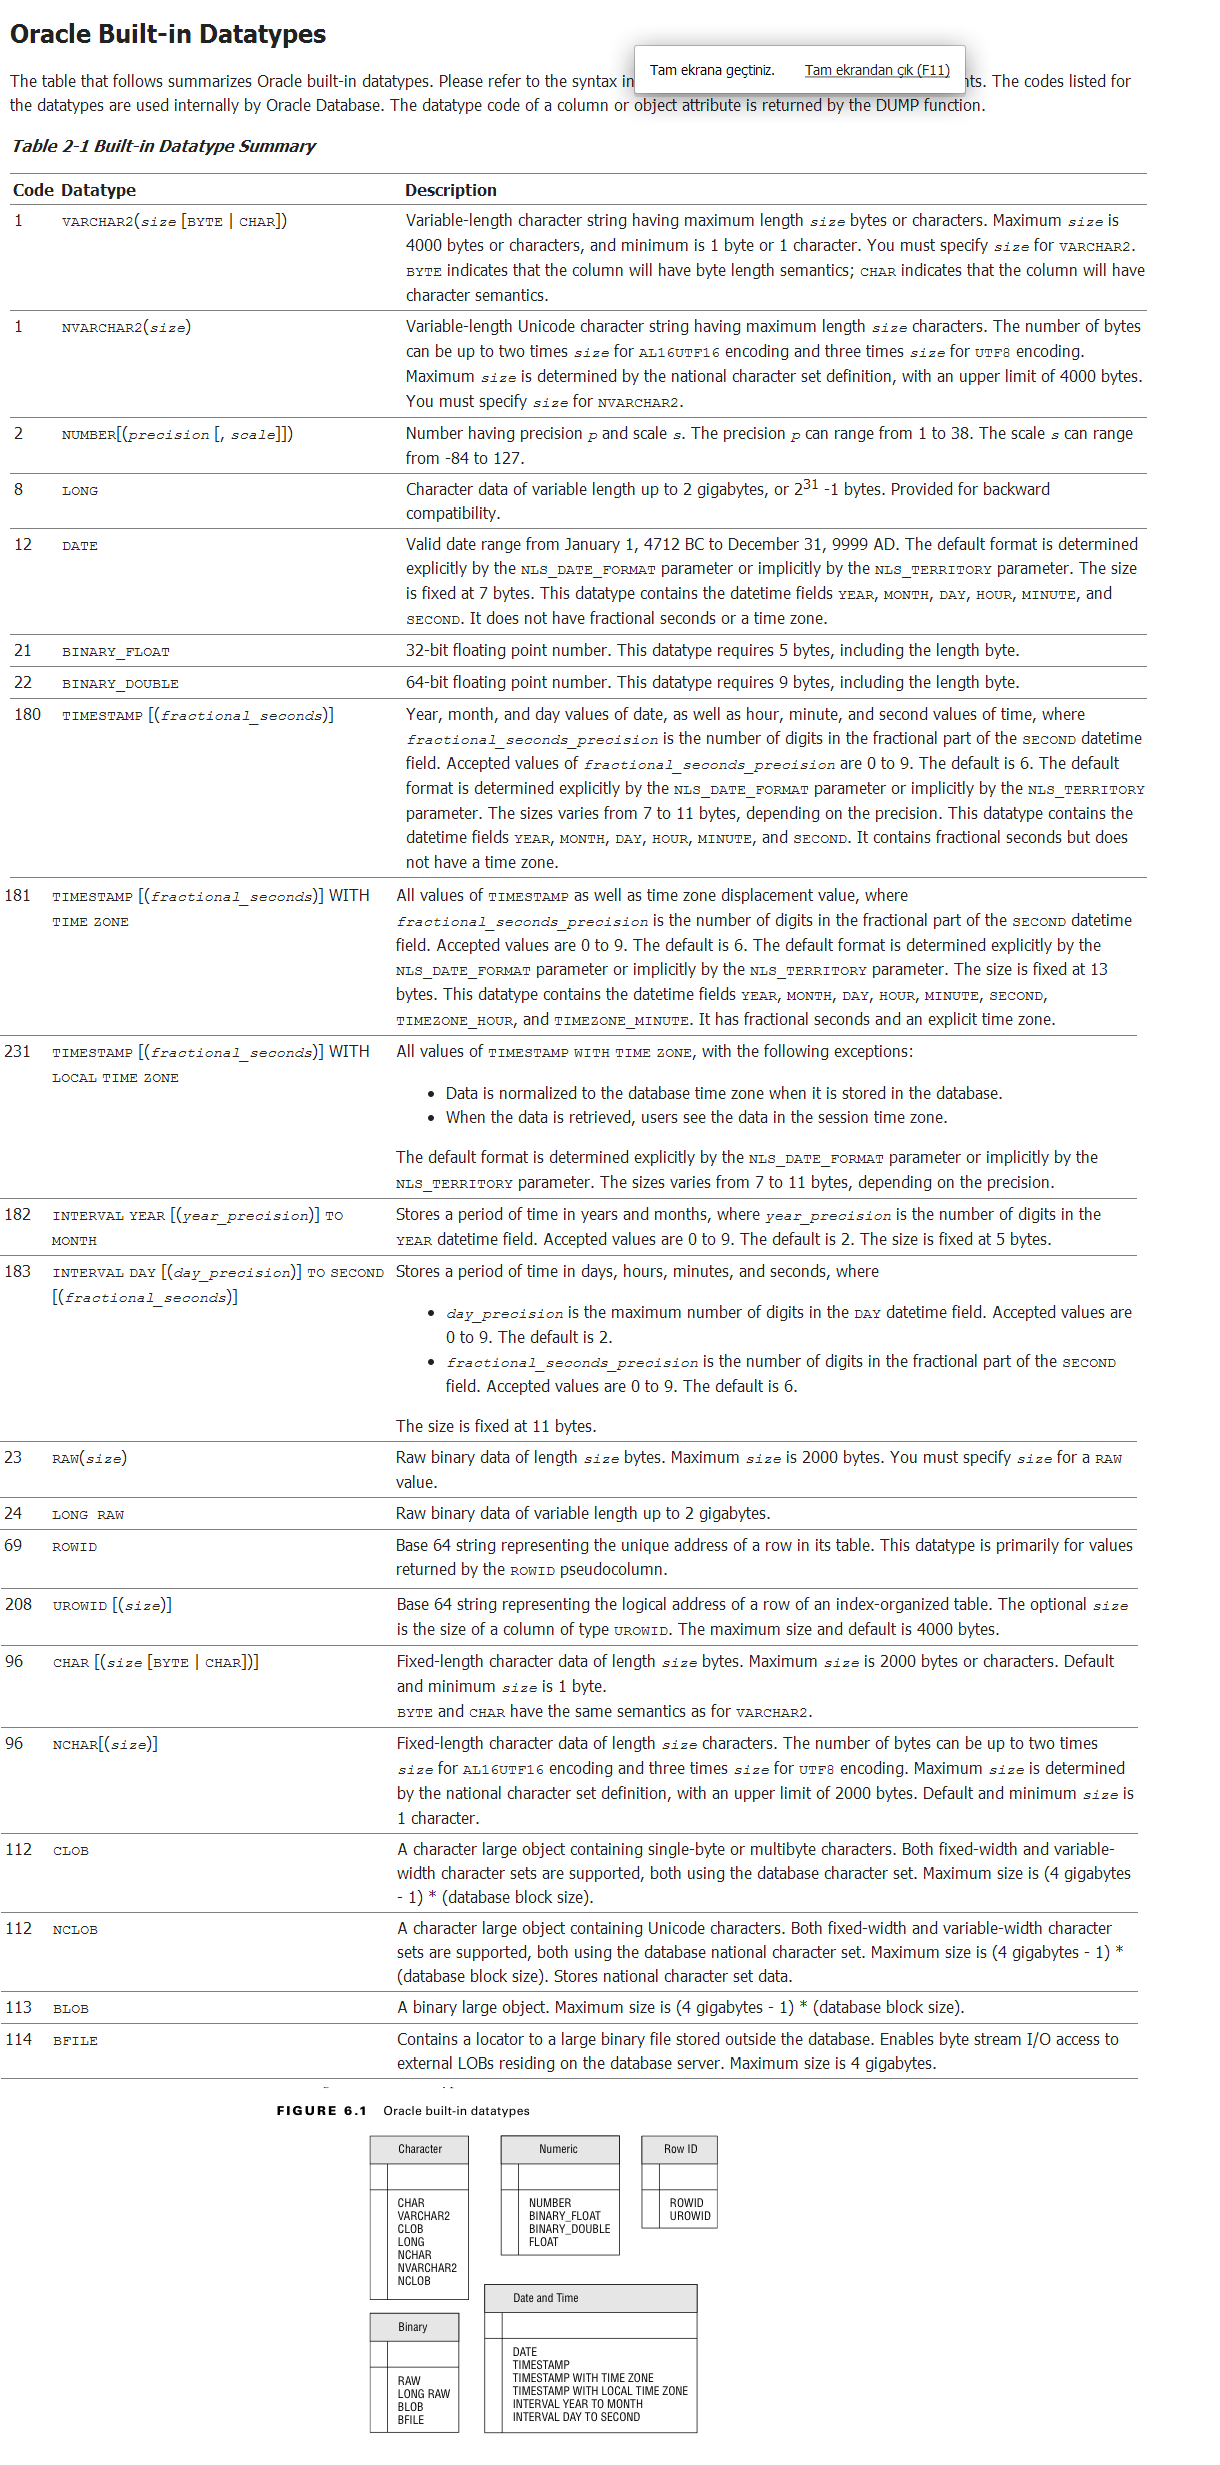 Oracle Built-in Datatypes
Tam ekrana geçtiniz. Tam ekrandan çık (F11)
The table that follows summarizes Oracle built-in datatypes. Please refer to the syntax in nts. The codes listed for
the datatypes are used internally by Oracle Database. The datatype code of a column or object attribute is returned by the DUMP function.
Table 2-1 Built-in Datatype Summary
Code Datatype Description
1 VARCHAR2(size [BYTE | CHAR]) Variable-length character string having maximum length size bytes or characters. Maximum size is
4000 bytes or characters, and minimum is 1 byte or 1 character. You must specify size for VARCHAR2.
BYTE indicates that the column will have byte length semantics; CHAR indicates that the column will have
character semantics.
1 NVARCHAR2(size) Variable-length Unicode character string having maximum length size characters. The number of bytes
can be up to two times size for AL16UTF16 encoding and three times size for UTF8 encoding.
Maximum size is determined by the national character set definition, with an upper limit of 4000 bytes.
You must specify size for NVARCHAR2.
2 NUMBER[(precision [, scale]]) Number having precision p and scale s. The precision p can range from 1 to 38. The scale s can range
from -84 to 127.
8 LONG Character data of variable length up to 2 gigabytes, or 2^31 -1 bytes. Provided for backward
compatibility.
12 DATE Valid date range from January 1, 4712 BC to December 31, 9999 AD. The default format is determined
explicitly by the NLS_DATE_FORMAT parameter or implicitly by the NLS_TERRITORY parameter. The size
is fixed at 7 bytes. This datatype contains the datetime fields YEAR, MONTH, DAY, HOUR, MINUTE, and
SECOND. It does not have fractional seconds or a time zone.
21 BINARY_FLOAT 32-bit floating point number. This datatype requires 5 bytes, including the length byte.
22 BINARY_DOUBLE 64-bit floating point number. This datatype requires 9 bytes, including the length byte.
180 TIMESTAMP [(fractional_seconds)] Year, month, and day values of date, as well as hour, minute, and second values of time, where
fractional_seconds_precision is the number of digits in the fractional part of the SECOND datetime
field. Accepted values of fractional_seconds_precision are 0 to 9. The default is 6. The default
format is determined explicitly by the NLS_DATE_FORMAT parameter or implicitly by the NLS_TERRITORY
parameter. The sizes varies from 7 to 11 bytes, depending on the precision. This datatype contains the
datetime fields YEAR, MONTH, DAY, HOUR, MINUTE, and SECOND. It contains fractional seconds but does
not have a time zone.
181 TIMESTAMP [(fractional_seconds)] WITH All values of TIMESTAMP as well as time zone displacement value, where
TIME ZONE fractional_seconds_precision is the number of digits in the fractional part of the SECOND datetime
field. Accepted values are 0 to 9. The default is 6. The default format is determined explicitly by the
NLS_DATE_FORMAT parameter or implicitly by the NLS_TERRITORY parameter. The size is fixed at 13
bytes. This datatype contains the datetime fields YEAR, MONTH, DAY, HOUR, MINUTE, SECOND,
TIMEZONE_HOUR, and TIMEZONE_MINUTE. It has fractional seconds and an explicit time zone.
231 TIMESTAMP [(fractional_seconds)] WITH All values of TIMESTAMP WITH TIME ZONE, with the following exceptions:
LOCAL TIME ZONE
• Data is normalized to the database time zone when it is stored in the database.
• When the data is retrieved, users see the data in the session time zone.
The default format is determined explicitly by the NLS_DATE_FORMAT parameter or implicitly by the
NLS_TERRITORY parameter. The sizes varies from 7 to 11 bytes, depending on the precision.
182 INTERVAL YEAR [(year_precision)] TO Stores a period of time in years and months, where year_precision is the number of digits in the
MONTH YEAR datetime field. Accepted values are 0 to 9. The default is 2. The size is fixed at 5 bytes.
183 INTERVAL DAY [(day_precision)] TO SECOND Stores a period of time in days, hours, minutes, and seconds, where
[(fractional_seconds)]
• day_precision is the maximum number of digits in the DAY datetime field. Accepted values are
0 to 9. The default is 2.
• fractional_seconds_precision is the number of digits in the fractional part of the SECOND
field. Accepted values are 0 to 9. The default is 6.
The size is fixed at 11 bytes.
23 RAW(size) Raw binary data of length size bytes. Maximum size is 2000 bytes. You must specify size for a RAW
value.
24 LONG RAW Raw binary data of variable length up to 2 gigabytes.
69 ROWID Base 64 string representing the unique address of a row in its table. This datatype is primarily for values
returned by the ROWID pseudocolumn.
208 UROWID [(size)] Base 64 string representing the logical address of a row of an index-organized table. The optional size
is the size of a column of type UROWID. The maximum size and default is 4000 bytes.
96 CHAR [(size [BYTE | CHAR])] Fixed-length character data of length size bytes. Maximum size is 2000 bytes or characters. Default
and minimum size is 1 byte.
BYTE and CHAR have the same semantics as for VARCHAR2.
96 NCHAR[(size)] Fixed-length character data of length size characters. The number of bytes can be up to two times
size for AL16UTF16 encoding and three times size for UTF8 encoding. Maximum size is determined
by the national character set definition, with an upper limit of 2000 bytes. Default and minimum size is
1 character.
112 CLOB A character large object containing single-byte or multibyte characters. Both fixed-width and variable-
width character sets are supported, both using the database character set. Maximum size is (4 gigabytes
- 1) * (database block size).
112 NCLOB A character large object containing Unicode characters. Both fixed-width and variable-width character
sets are supported, both using the database national character set. Maximum size is (4 gigabytes - 1) *
(database block size). Stores national character set data.
113 BLOB A binary large object. Maximum size is (4 gigabytes - 1) * (database block size).
114 BFILE Contains a locator to a large binary file stored outside the database. Enables byte stream I/O access to
external LOBs residing on the database server. Maximum size is 4 gigabytes.
FIGURE 6.1 Oracle built-in datatypes
Character
CHAR
VARCHAR2
CLOB
LONG
NCHAR
NVARCHAR2
NCLOB
Numeric
NUMBER
BINARY_FLOAT
BINARY_DOUBLE
FLOAT
Row ID
ROWID
UROWID
Binary
RAW
LONG RAW
BLOB
BFILE
Date and Time
DATE
TIMESTAMP
TIMESTAMP WITH TIME ZONE
TIMESTAMP WITH LOCAL TIME ZONE
INTERVAL YEAR TO MONTH
INTERVAL DAY TO SECOND